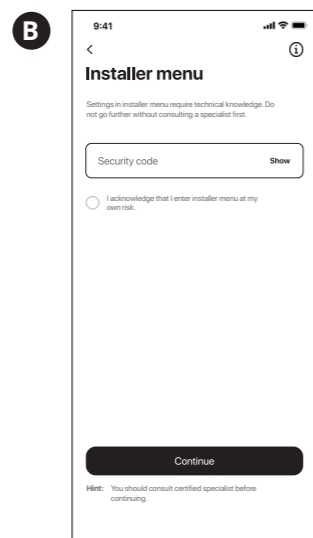 B
9:41
Installer menu
Settings in installer menu require technical knowledge. Do
not go further without consulting a specialist first.
Security code Show
I acknowledge that I enter installer menu at my
own risk.
Continue
Hint: You should consult certified specialist before
continuing.